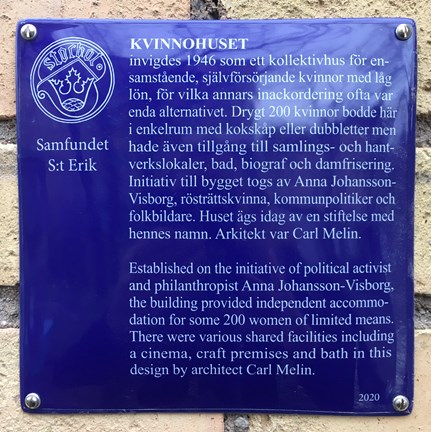 Stockhol
Samfundet
S:t Erik
KVINNOHUSET
invigdes 1946 som ett kollektivhus för en-
samstående, självförsörjande kvinnor med låg
lön, för vilka annars inackordering ofta var
enda alternativet. Drygt 200 kvinnor bodde här
i enkelrum med kokskåp eller dubbletter men
hade även tillgång till samlings- och hant-
verkslokaler, bad, biograf och damfrisering.
Initiativ till bygget togs av Anna Johansson-
Visborg, rösträttskvinna, kommunpolitiker och
folkbildare. Huset ägs idag av en stiftelse med
hennes namn. Arkitekt var Carl Melin.
Established on the initiative of political activist
and philanthropist Anna Johansson-Visborg,
the building provided independent accommo-
dation for some 200 women of limited means.
There were various shared facilities including
a cinema, craft premises and bath in this
design by architect Carl Melin.
2020